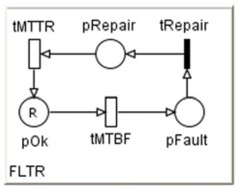 tMTTR pRepair tRepair
R
pOk tMTBF pFault
FLTR